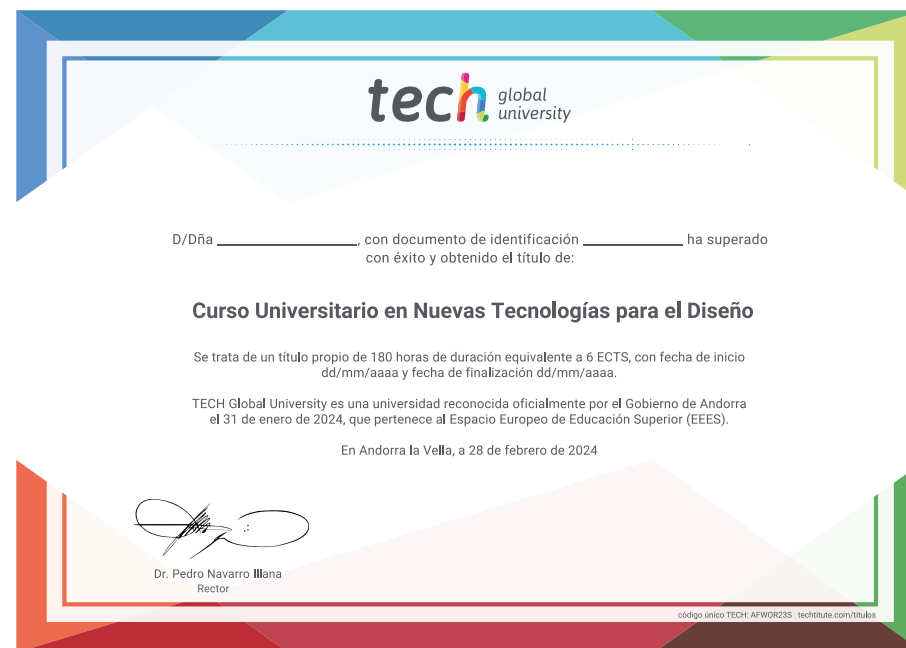 tech global
university
D/Dña ________________, con documento de identificación ____________ ha superado
con éxito y obtenido el título de:
Curso Universitario en Nuevas Tecnologías para el Diseño
Se trata de un título propio de 180 horas de duración equivalente a 6 ECTS, con fecha de inicio
dd/mm/aaaa y fecha de finalización dd/mm/aaaa.
TECH Global University es una universidad reconocida oficialmente por el Gobierno de Andorra
el 31 de enero de 2024, que pertenece al Espacio Europeo de Educación Superior (EEES).
En Andorra la Vella, a 28 de febrero de 2024
Dr. Pedro Navarro Illana
Rector
código único TECH: AFWOR23S techtitute.com/titulos